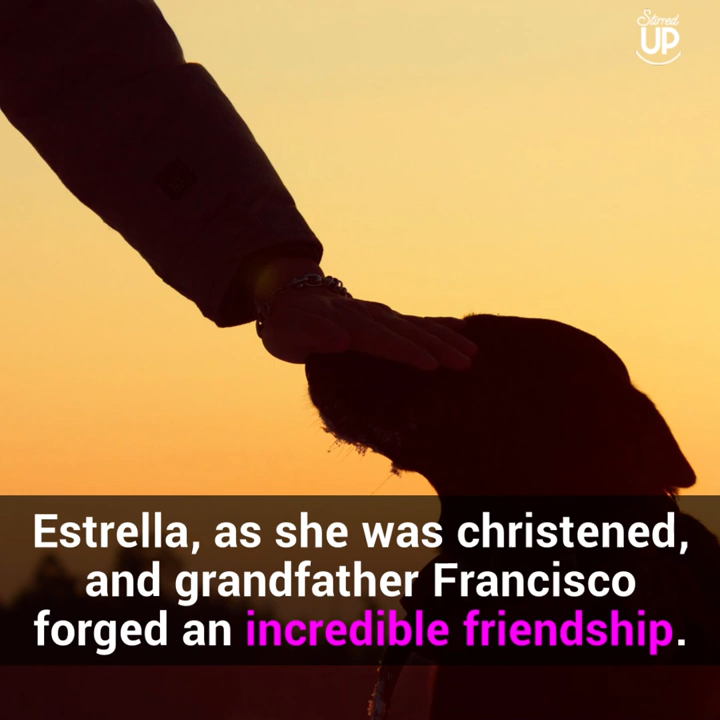 Stirred
UP
Estrella, as she was christened,
and grandfather Francisco
forged an incredible friendship.